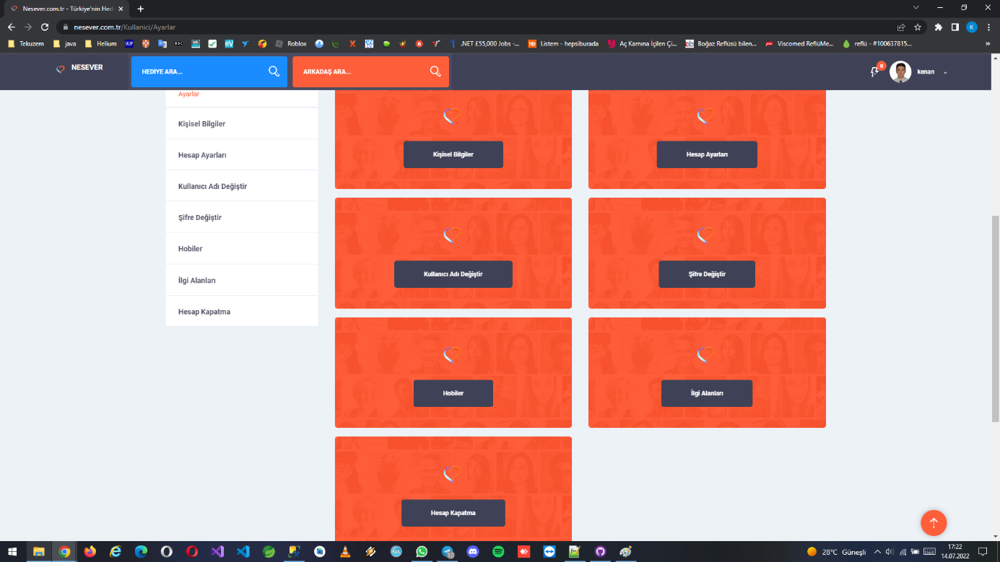 Nesever.com.tr - Türkiye'nin Hedi
nesever.com.tr/Kullanici/Ayarlar
K
Tekuzem
java
Helium
Roblox
.NET £55,000 Jobs -...
Listem - hepsiburada
Aç Karnına İçilen Çi...
Boğaz Reflüsü bilen...
Viscomed RefluMe...
reflü - #100637815...
NESEVER
HEDİYE ARA...
ARKADAŞ ARA...
0
kenan
Ayarlar
Kişisel Bilgiler
Hesap Ayarları
Kullanıcı Adı Değiştir
Şifre Değiştir
Hobiler
İlgi Alanları
Hesap Kapatma
Kişisel Bilgiler
Hesap Ayarları
Kullanıcı Adı Değiştir
Şifre Değiştir
Hobiler
İlgi Alanları
Hesap Kapatma
28°C Güneşli
17:22
14.07.2022